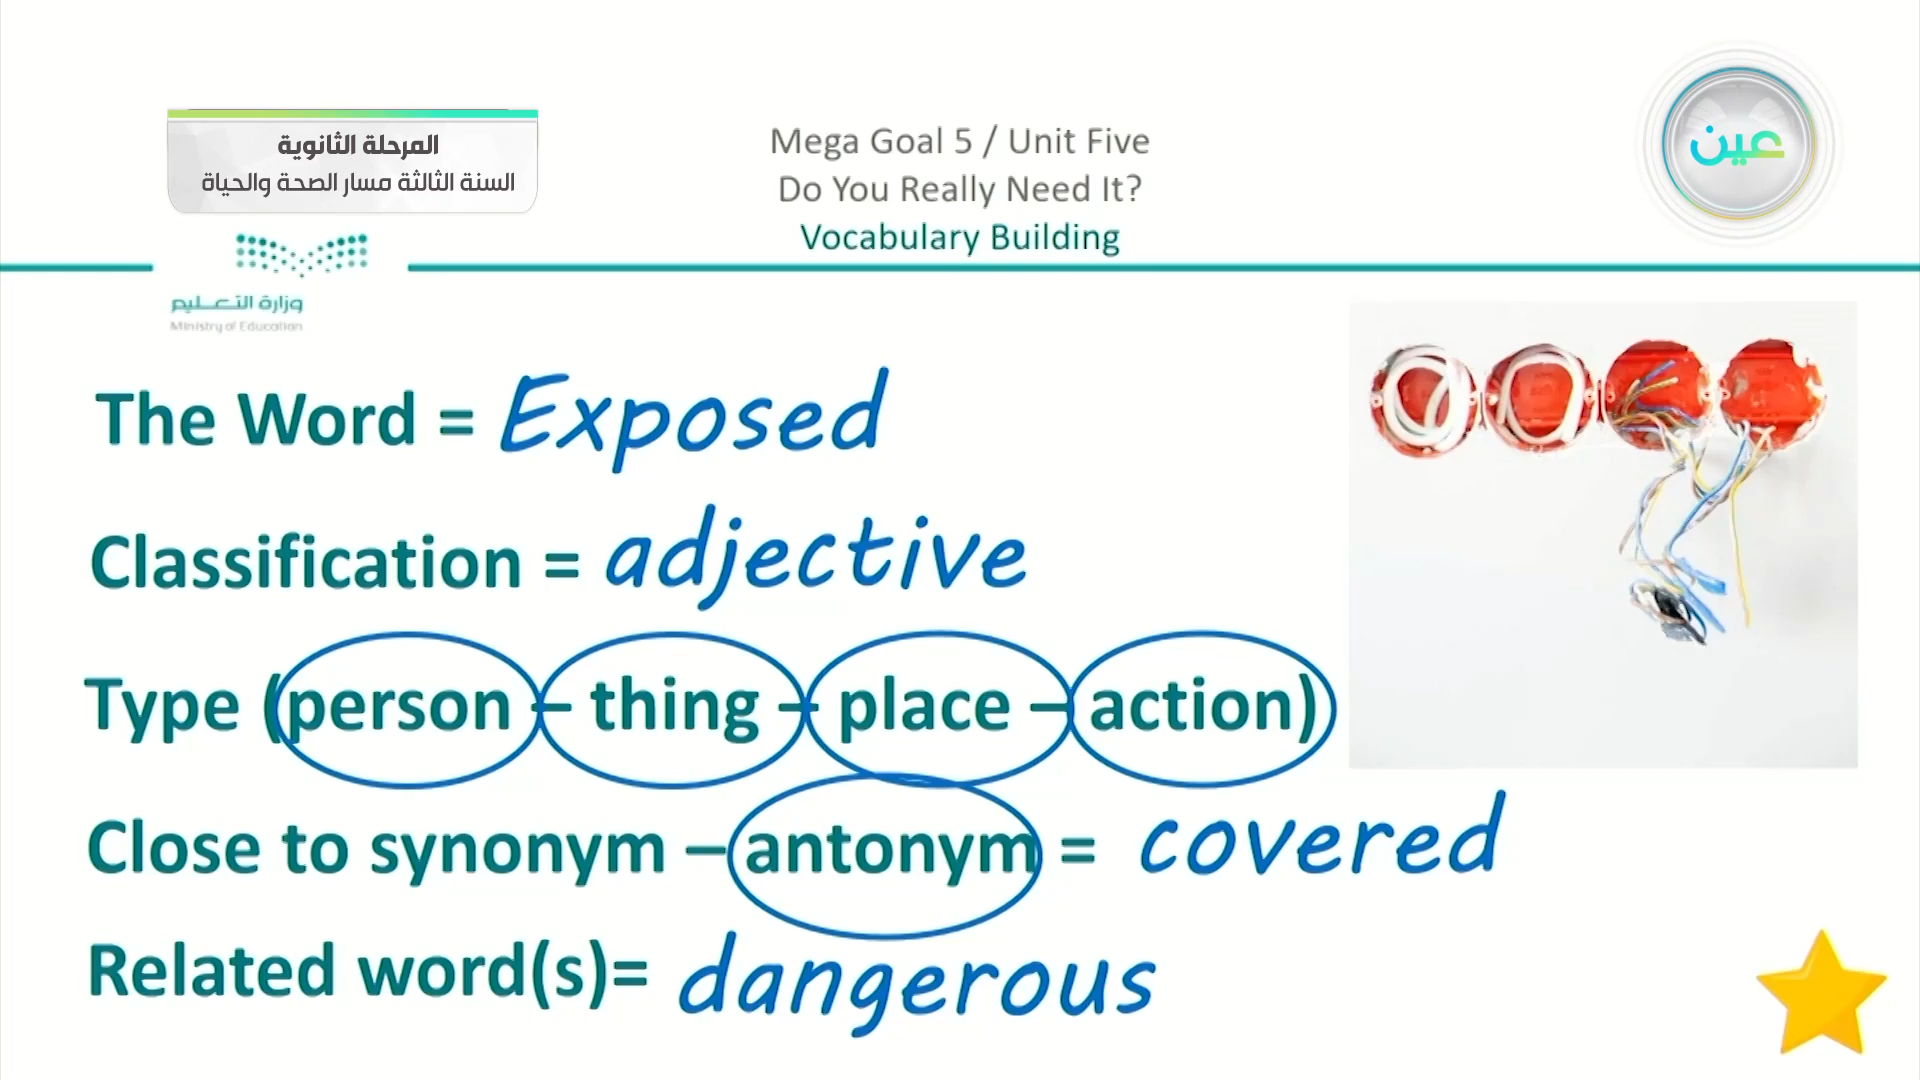 المرحلة الثانوية
السنة الثالثة مسار الصحة والحياة
Mega Goal 5 / Unit Five
Do You Really Need It?
Vocabulary Building
عين
وزارة التعليم
Ministry of Education
The Word = Exposed
Classification = adjective
Type (person – thing – place – action)
Close to synonym – antonym = covered
Related word(s)= dangerous